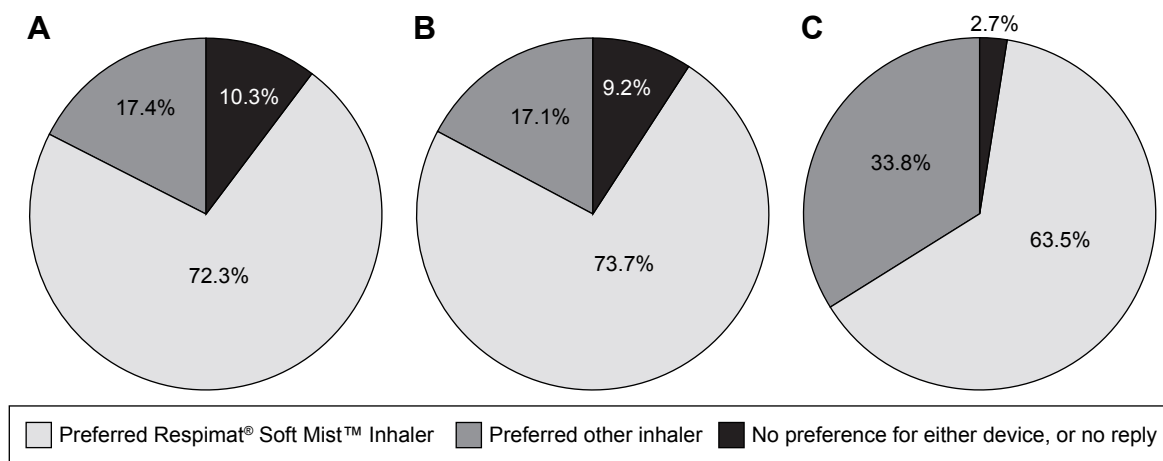 A
B
C
2.7%
17.4%
10.3%
72.3%
17.1%
9.2%
73.7%
33.8%
63.5%
Preferred Respimat® Soft Mist™ Inhaler
Preferred other inhaler
No preference for either device, or no reply